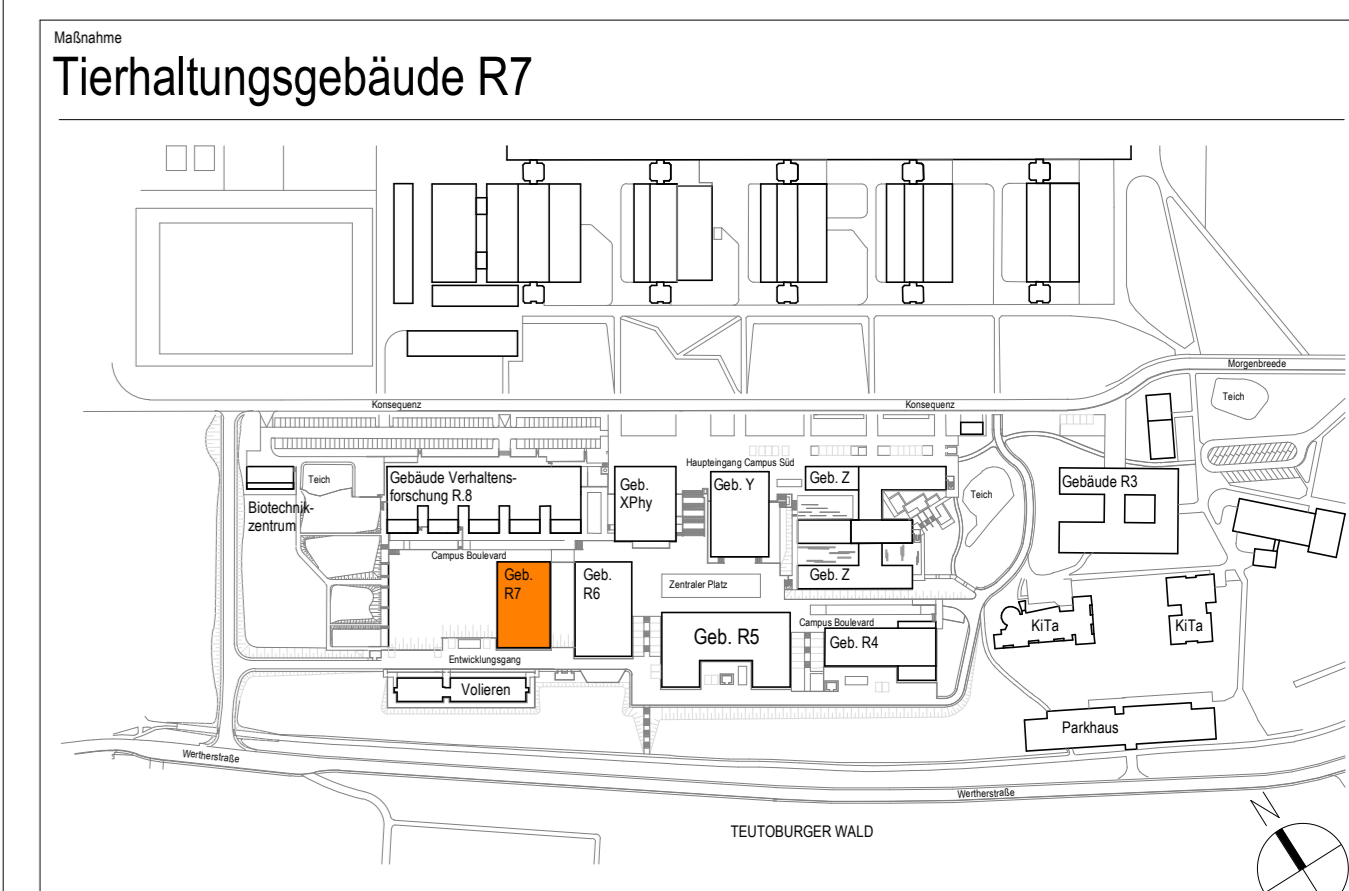 Maßnahme
Tierhaltungsgebäude R7
Morgenbreede
Teich
Konsequenz
Konsequenz
Haupteingang Campus Süd
Teich
Gebäude Verhaltens-
forschung R.8
Geb.
XPhy
Geb. Y
Geb. Z
Teich
Gebäude R3
Biotechnik-
zentrum
Campus Boulevard
Geb.
R7
Geb.
R6
Zentraler Platz
Geb. Z
Campus Boulevard
Geb. R5
Geb. R4
KiTa
KiTa
Entwicklungsgang
Volieren
Parkhaus
Wertherstraße
Wertherstraße
TEUTOBURGER WALD
N